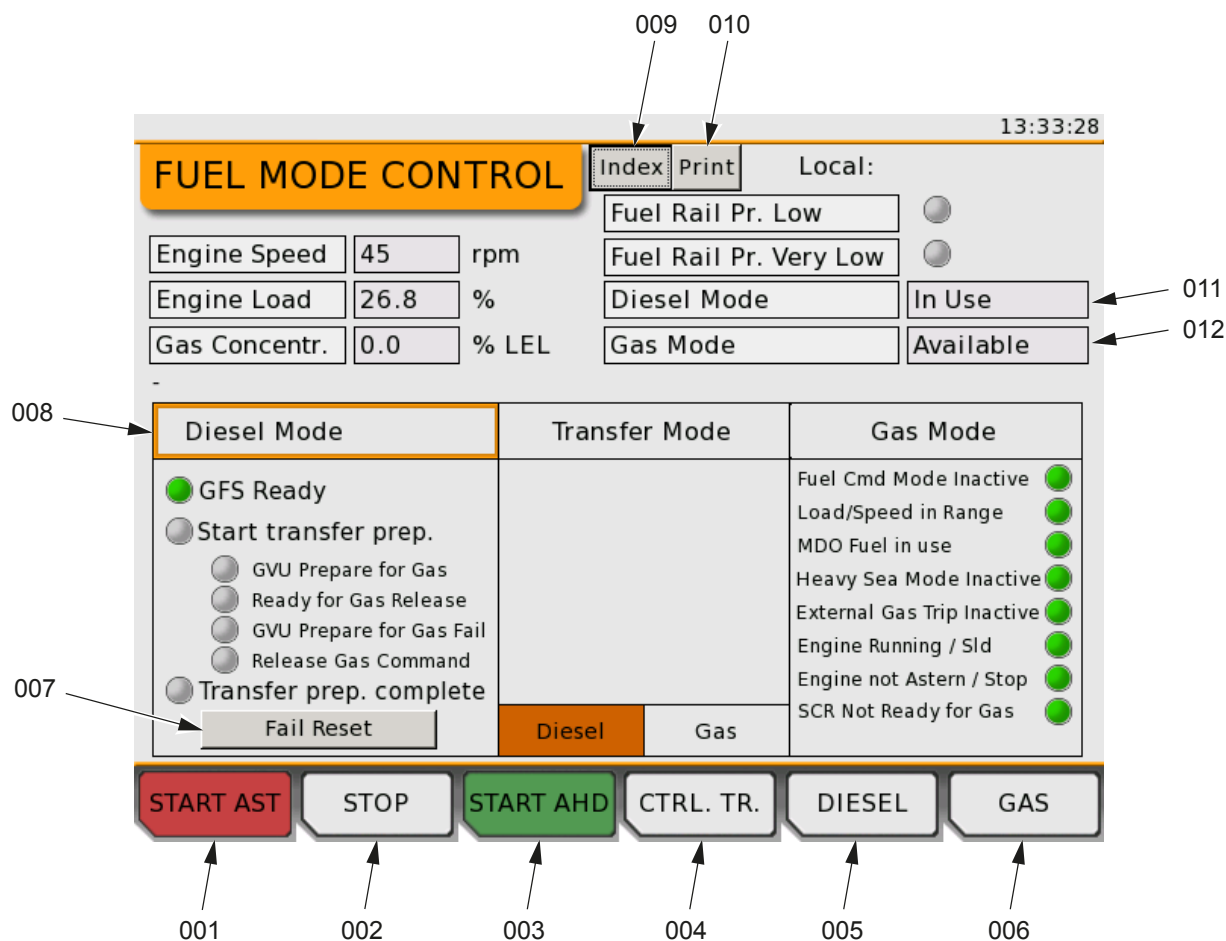 009 010
13:33:28
FUEL MODE CONTROL Index Print Local:
Fuel Rail Pr. Low
Engine Speed 45 rpm Fuel Rail Pr. Very Low
Engine Load 26.8 % Diesel Mode In Use 011
Gas Concentr. 0.0 % LEL Gas Mode Available 012
-
008 Diesel Mode Transfer Mode Gas Mode
GFS Ready
Start transfer prep.
GVU Prepare for Gas
Ready for Gas Release
GVU Prepare for Gas Fail
Release Gas Command
007 Transfer prep. complete
Fail Reset
Diesel Gas
Fuel Cmd Mode Inactive
Load/Speed in Range
MDO Fuel in use
Heavy Sea Mode Inactive
External Gas Trip Inactive
Engine Running / Sld
Engine not Astern / Stop
SCR Not Ready for Gas
START AST STOP START AHD CTRL. TR. DIESEL GAS
001 002 003 004 005 006